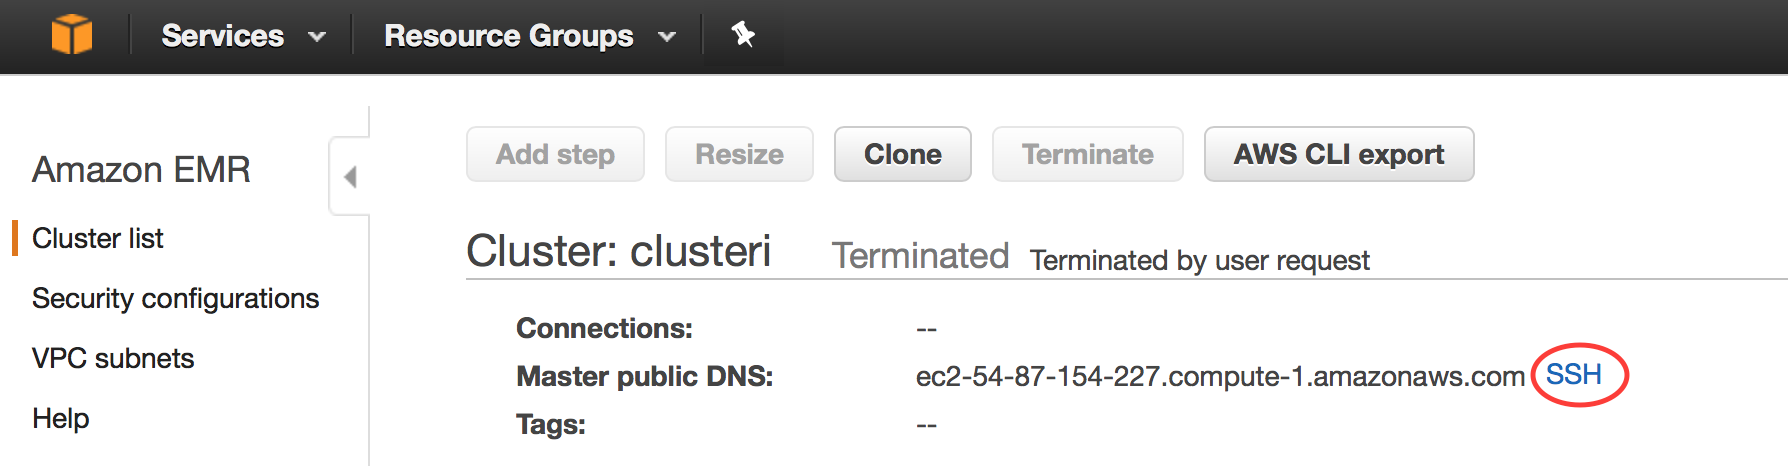 Services Resource Groups
Add step Resize Clone Terminate AWS CLI export
Amazon EMR
Cluster list
Security configurations
VPC subnets
Help
Cluster: clusteri Terminated Terminated by user request
Connections: --
Master public DNS: ec2-54-87-154-227.compute-1.amazonaws.com SSH
Tags: --